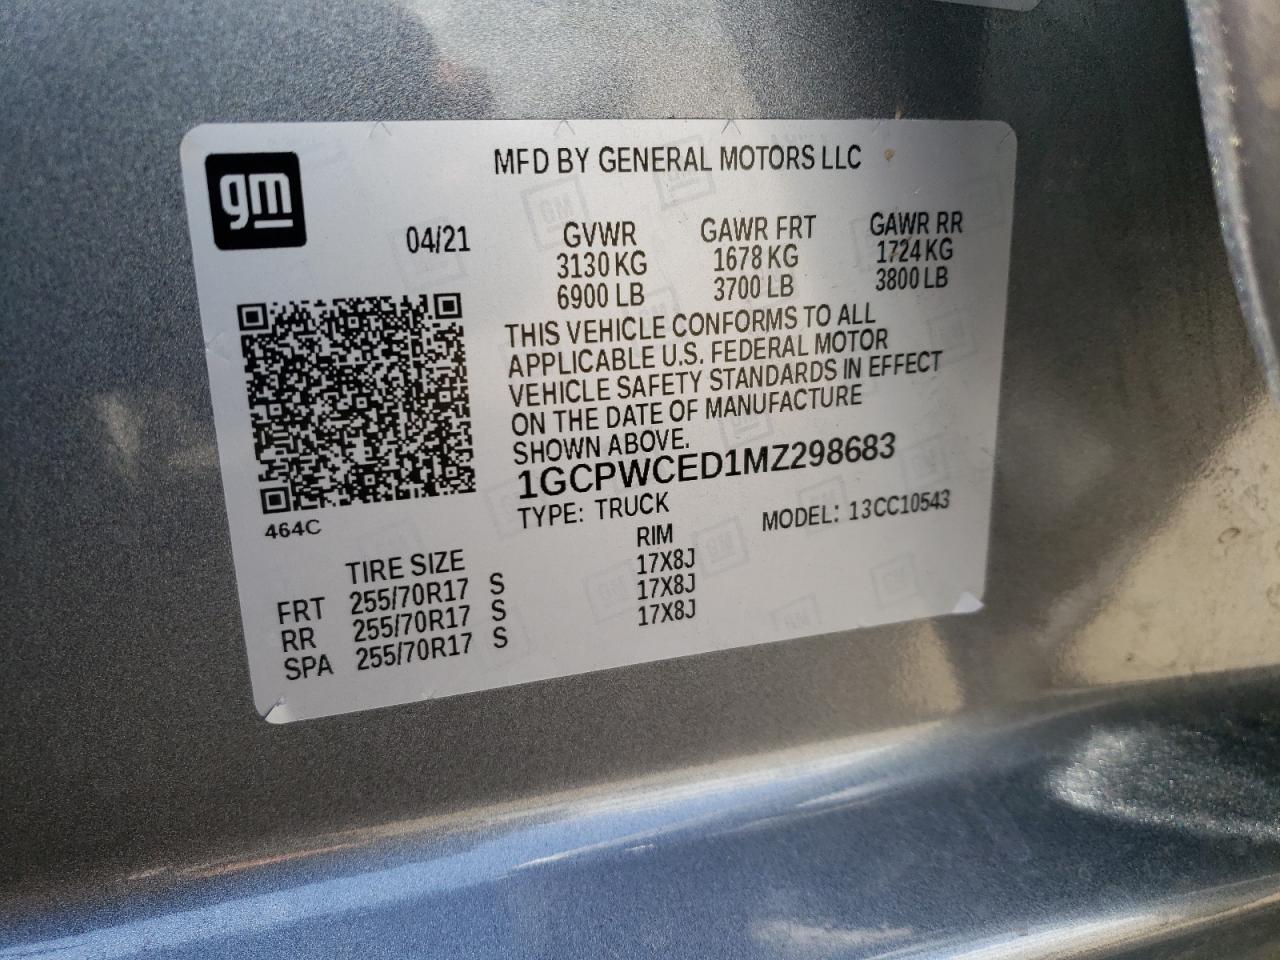 gm
MFD BY GENERAL MOTORS LLC
04/21
GVWR GAWR FRT GAWR RR
3130 KG 1678 KG 1724 KG
6900 LB 3700 LB 3800 LB
THIS VEHICLE CONFORMS TO ALL
APPLICABLE U.S. FEDERAL MOTOR
VEHICLE SAFETY STANDARDS IN EFFECT
ON THE DATE OF MANUFACTURE
SHOWN ABOVE.
1GCPWCED1MZ298683
TYPE: TRUCK MODEL: 13CC10543
464C
TIRE SIZE RIM
FRT 255/70R17 S 17X8J
RR 255/70R17 S 17X8J
SPA 255/70R17 S 17X8J